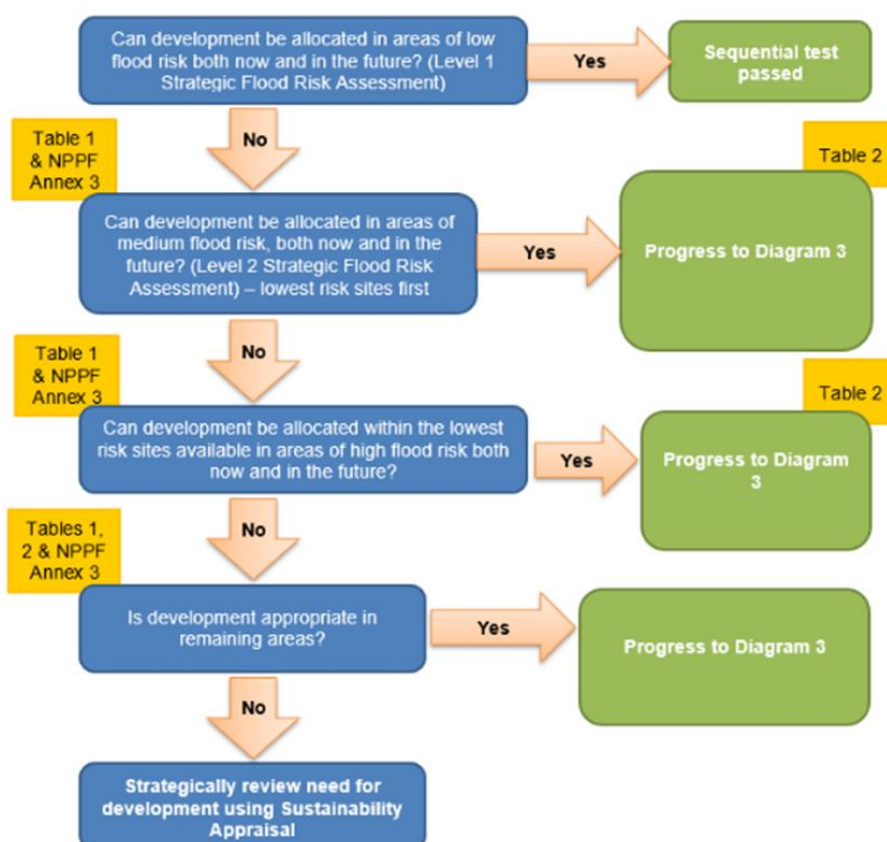 Can development be allocated in areas of low
flood risk both now and in the future? (Level 1
Strategic Flood Risk Assessment)
Yes
Sequential test
passed
No
Table 1
& NPPF
Annex 3
Table 2
Can development be allocated in areas of
medium flood risk, both now and in the
future? (Level 2 Strategic Flood Risk
Assessment) – lowest risk sites first
Yes
Progress to Diagram 3
No
Table 1
& NPPF
Annex 3
Table 2
Can development be allocated within the lowest
risk sites available in areas of high flood risk both
now and in the future?
Yes
Progress to Diagram
3
No
Tables 1,
2 & NPPF
Annex 3
Is development appropriate in
remaining areas?
Yes
Progress to Diagram 3
No
Strategically review need for
development using Sustainability
Appraisal